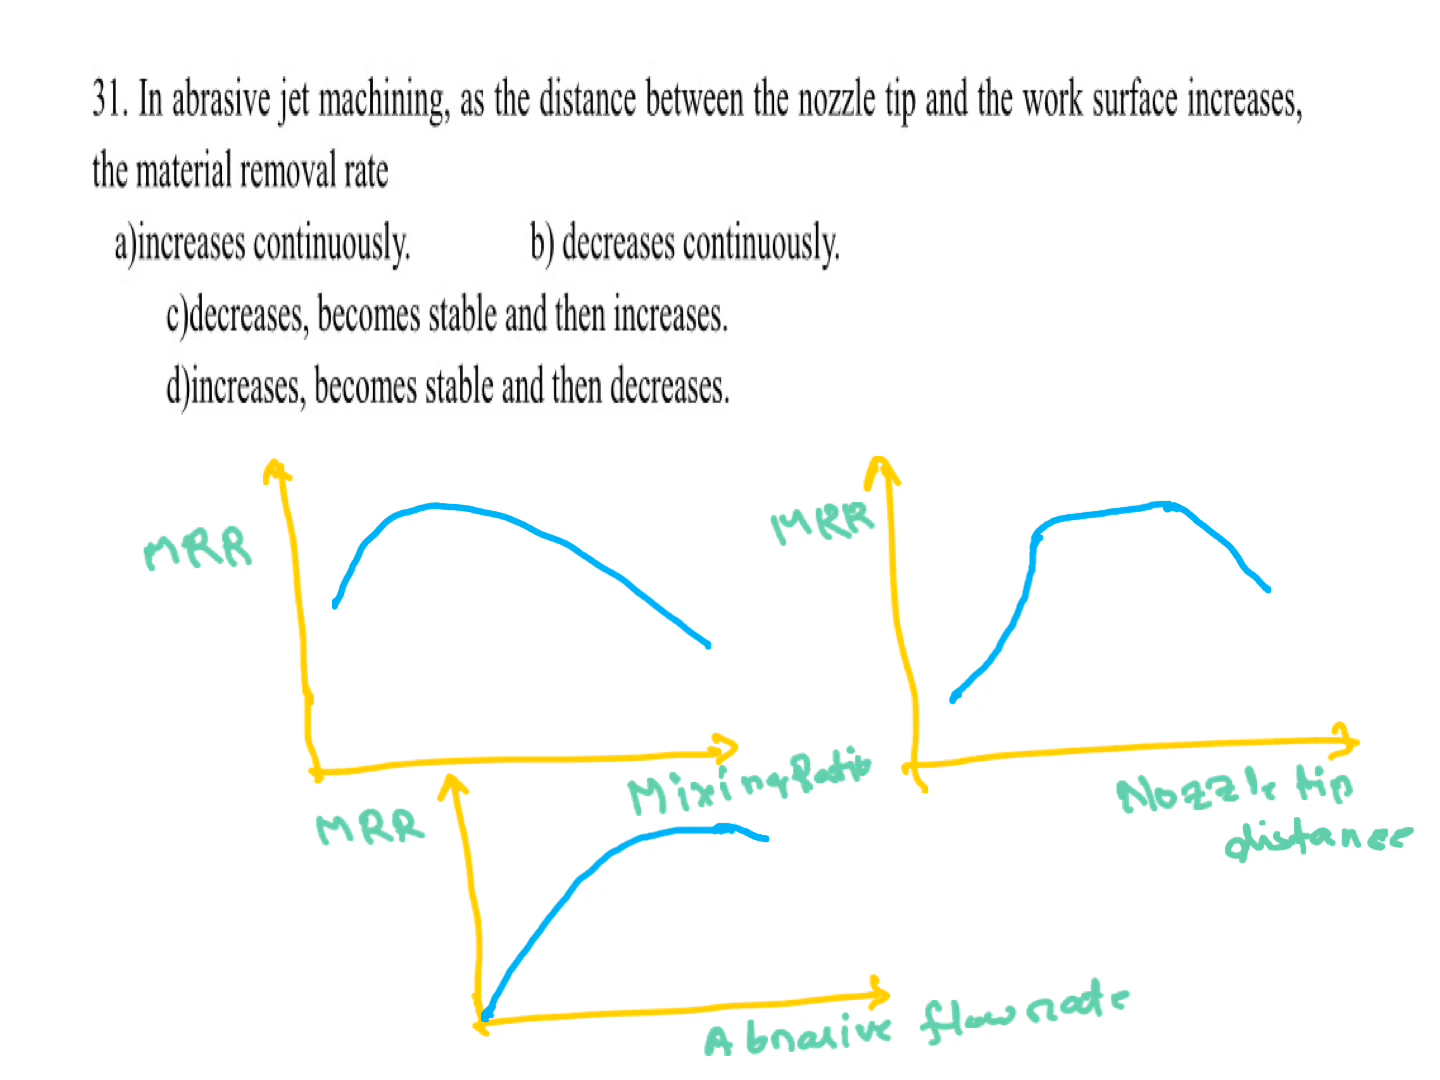 31. In abrasive jet machining, as the distance between the nozzle tip and the work surface increases,
the material removal rate
a)increases continuously. b) decreases continuously.
c)decreases, becomes stable and then increases.
d)increases, becomes stable and then decreases.
MRR
MRR
Mixing Ratio
Nozzle tip
distance
MRR
Abrasive flow rate